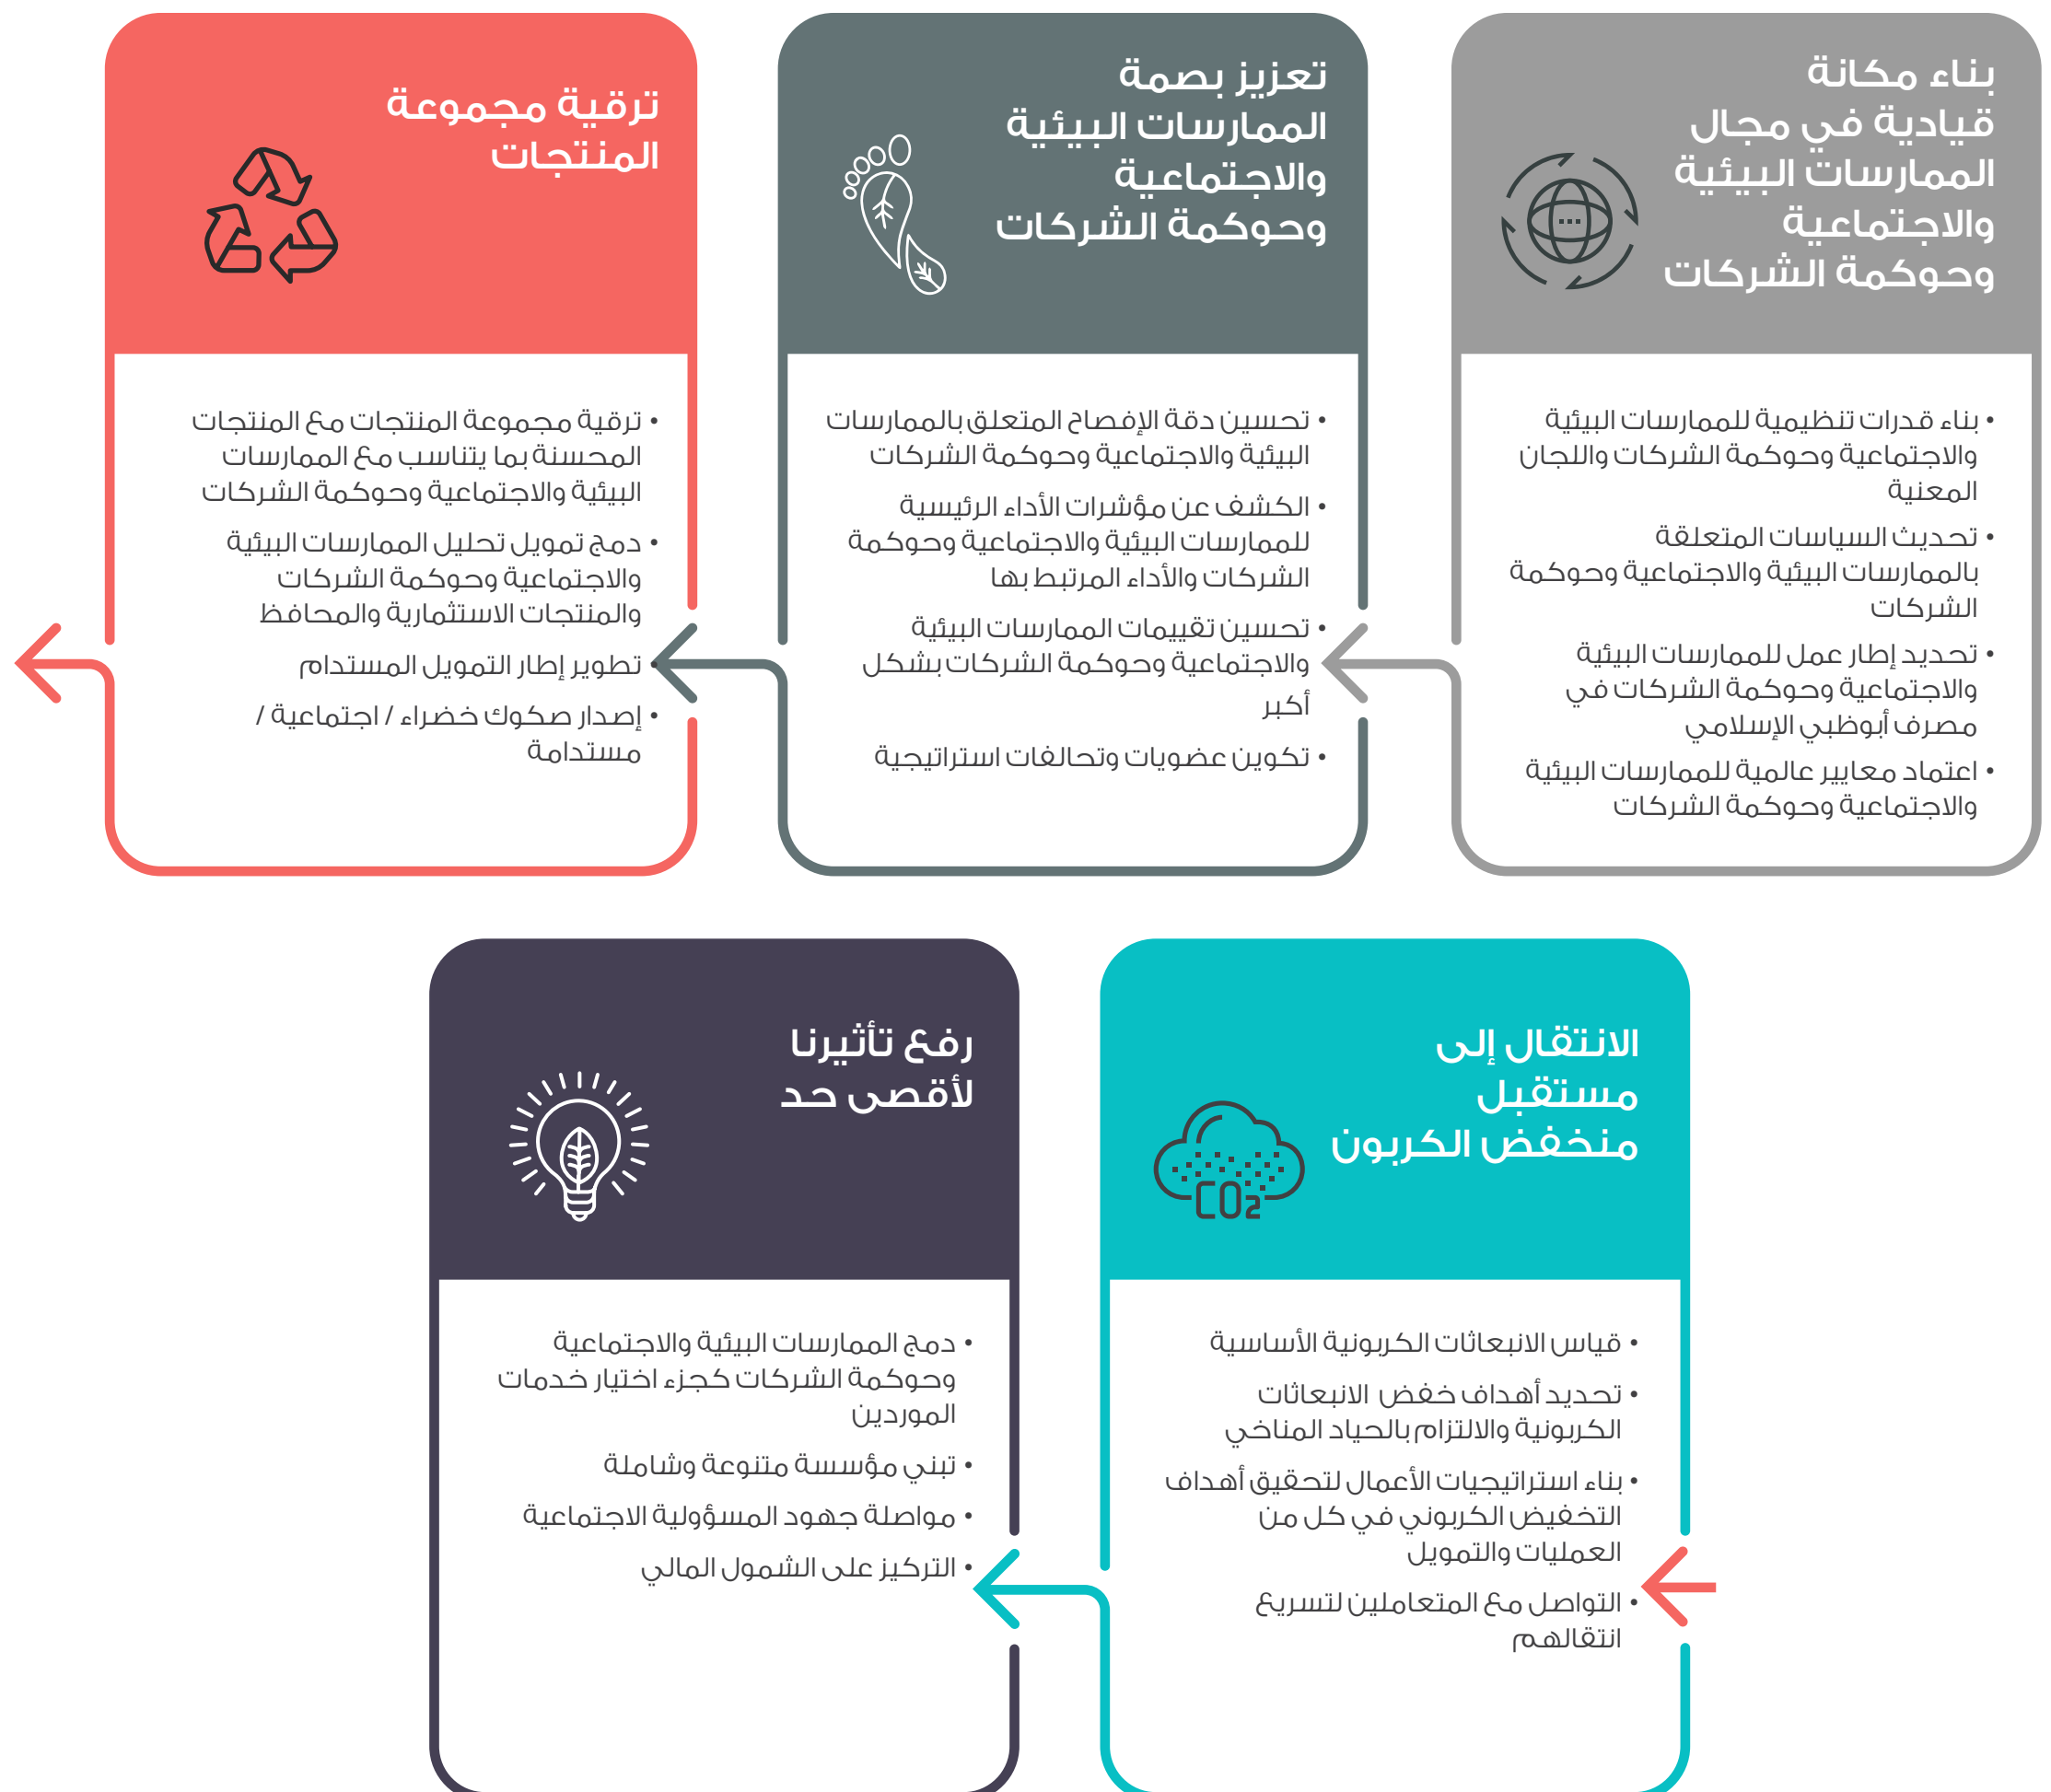 بناء مكانة
قيادية في مجال
الممارسات البيئية
والاجتماعية
وحوكمة الشركات
• بناء قدرات تنظيمية للممارسات البيئية
والاجتماعية وحوكمة الشركات واللجان
المعنية
• تحديث السياسات المتعلقة
بالممارسات البيئية والاجتماعية وحوكمة
الشركات
• تحديد إطار عمل للممارسات البيئية
والاجتماعية وحوكمة الشركات في
مصرف أبوظبي الإسلامي
• اعتماد معايير عالمية للممارسات البيئية
والاجتماعية وحوكمة الشركات
تعزيز بصمة
الممارسات البيئية
والاجتماعية
وحوكمة الشركات
• تحسين دقة الإفصاح المتعلق بالممارسات
البيئية والاجتماعية وحوكمة الشركات
• الكشف عن مؤشرات الأداء الرئيسية
للممارسات البيئية والاجتماعية وحوكمة
الشركات والأداء المرتبط بها
• تحسين تقييمات الممارسات البيئية
والاجتماعية وحوكمة الشركات بشكل
أكبر
• تكوين عضويات وتحالفات استراتيجية
ترقية مجموعة
المنتجات
• ترقية مجموعة المنتجات مع المنتجات
المحسنة بما يتناسب مع الممارسات
البيئية والاجتماعية وحوكمة الشركات
• دمج تمويل تحليل الممارسات البيئية
والاجتماعية وحوكمة الشركات
والمنتجات الاستثمارية والمحافظ
• تطوير إطار التمويل المستدام
• إصدار صكوك خضراء / اجتماعية /
مستدامة
الانتقال إلى
مستقبل
منخفض الكربون
CO2
• قياس الانبعاثات الكربونية الأساسية
• تحديد أهداف خفض الانبعاثات
الكربونية والالتزام بالحياد المناخي
• بناء استراتيجيات الأعمال لتحقيق أهداف
التخفيض الكربوني في كل من
العمليات والتمويل
• التواصل مع المتعاملين لتسريع
انتقالهم
رفع تأثيرنا
لأقصى حد
• دمج الممارسات البيئية والاجتماعية
وحوكمة الشركات كجزء اختيار خدمات
الموردين
• تبني مؤسسة متنوعة وشاملة
• مواصلة جهود المسؤولية الاجتماعية
• التركيز على الشمول المالي